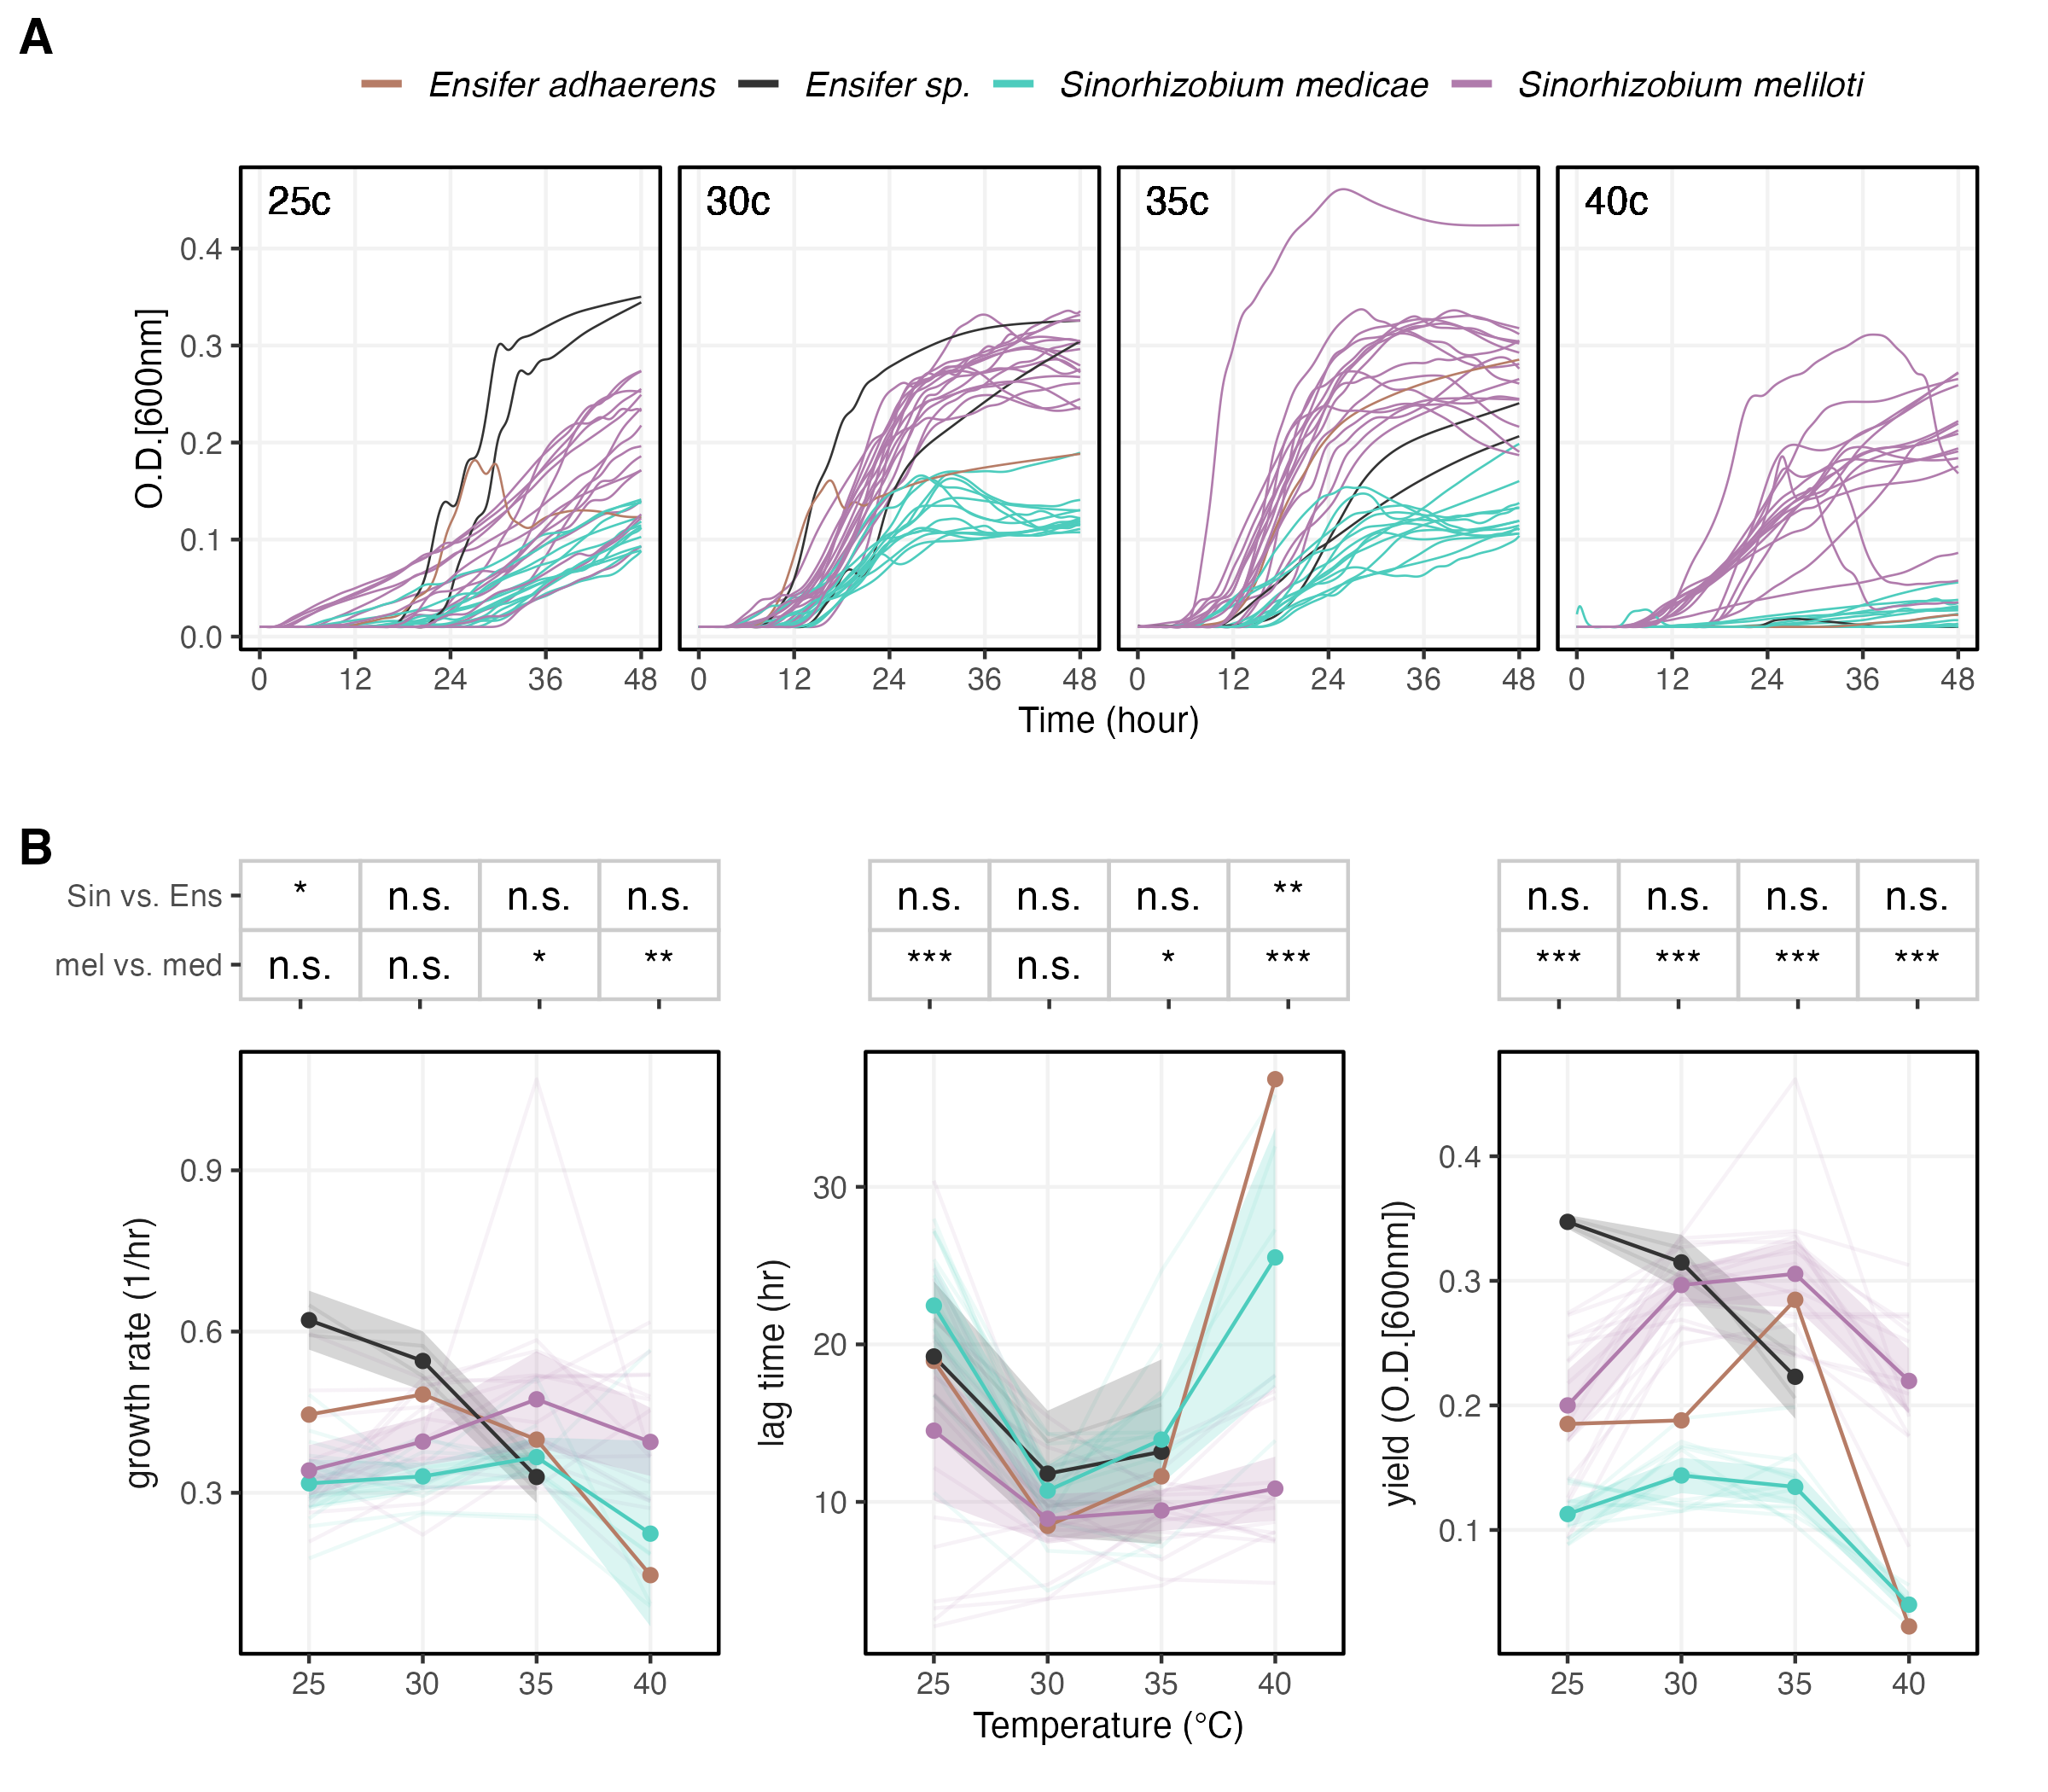 A
Ensifer adhaerens Ensifer sp. Sinorhizobium medicae Sinorhizobium meliloti
25c 30c 35c 40c
O.D.[600nm]
0.4
0.3
0.2
0.1
0.0
0 12 24 36 48 0 12 24 36 48 0 12 24 36 48 0 12 24 36 48
Time (hour)
B
Sin vs. Ens * n.s. n.s. n.s. n.s. n.s. n.s. ** n.s. n.s. n.s. n.s.
mel vs. med n.s. n.s. * ** *** n.s. * *** *** *** *** ***
growth rate (1/hr)
0.9
0.6
0.3
25 30 35 40
lag time (hr)
30
20
10
25 30 35 40
yield (O.D.[600nm])
0.4
0.3
0.2
0.1
25 30 35 40
Temperature (°C)